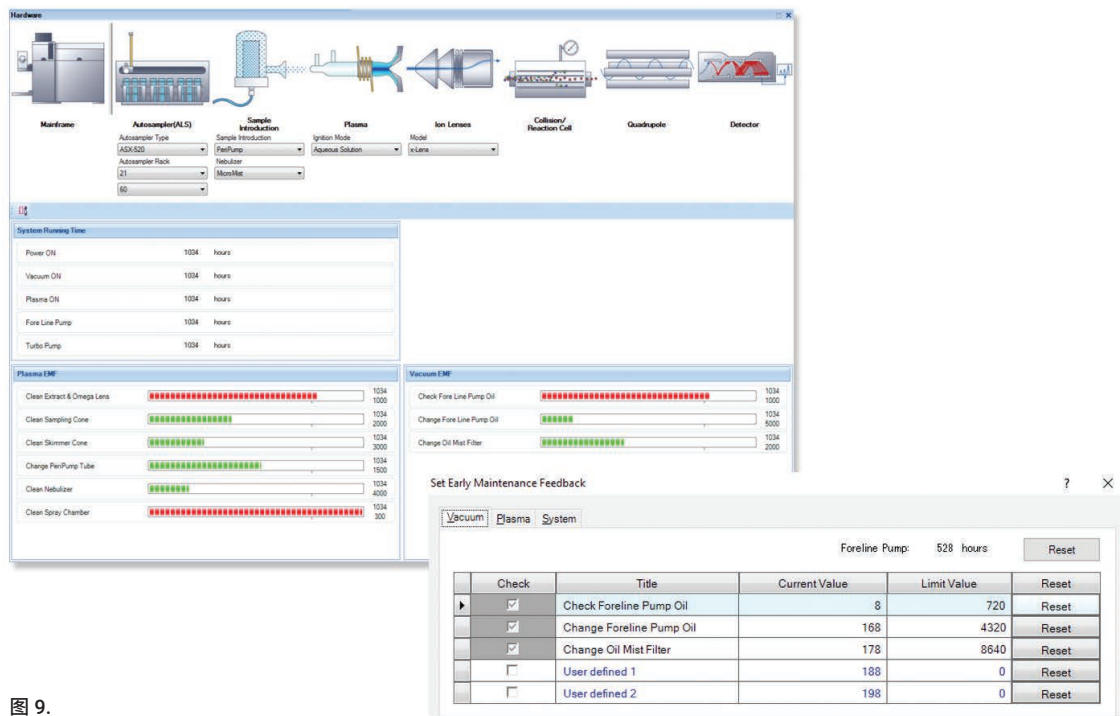 Hardware
Mainframe
Autosampler(ALS)
Sample
Introduction
Plasma
Ion Lenses
Collision/
Reaction Cell
Quadrupole
Detector
Autosampler Type
Sample Introduction
Ignition Mode
Model
ASX-520
PeriPump
Aqueous Solution
x-Lens
Autosampler Rack
Nebulizer
21
MicroMist
60
System Running Time
Power ON 1034 hours
Vacuum ON 1034 hours
Plasma ON 1034 hours
Fore Line Pump 1034 hours
Turbo Pump 1034 hours
Plasma EMF
Clean Extract & Omega Lens 1034
1000
Clean Sampling Cone 1034
2000
Clean Skimmer Cone 1034
3000
Change PeriPump Tube 1034
1500
Clean Nebulizer 1034
4000
Clean Spray Chamber 1034
300
Vacuum EMF
Check Fore Line Pump Oil 1034
1000
Change Fore Line Pump Oil 1034
5000
Change Oil Mist Filter 1034
2000
Set Early Maintenance Feedback ? ×
Vacuum Plasma System
Foreline Pump: 528 hours Reset
Check Title Current Value Limit Value Reset
Check Foreline Pump Oil 8 720 Reset
Change Foreline Pump Oil 168 4320 Reset
Change Oil Mist Filter 178 8640 Reset
User defined 1 188 0 Reset
User defined 2 198 0 Reset
图 9.